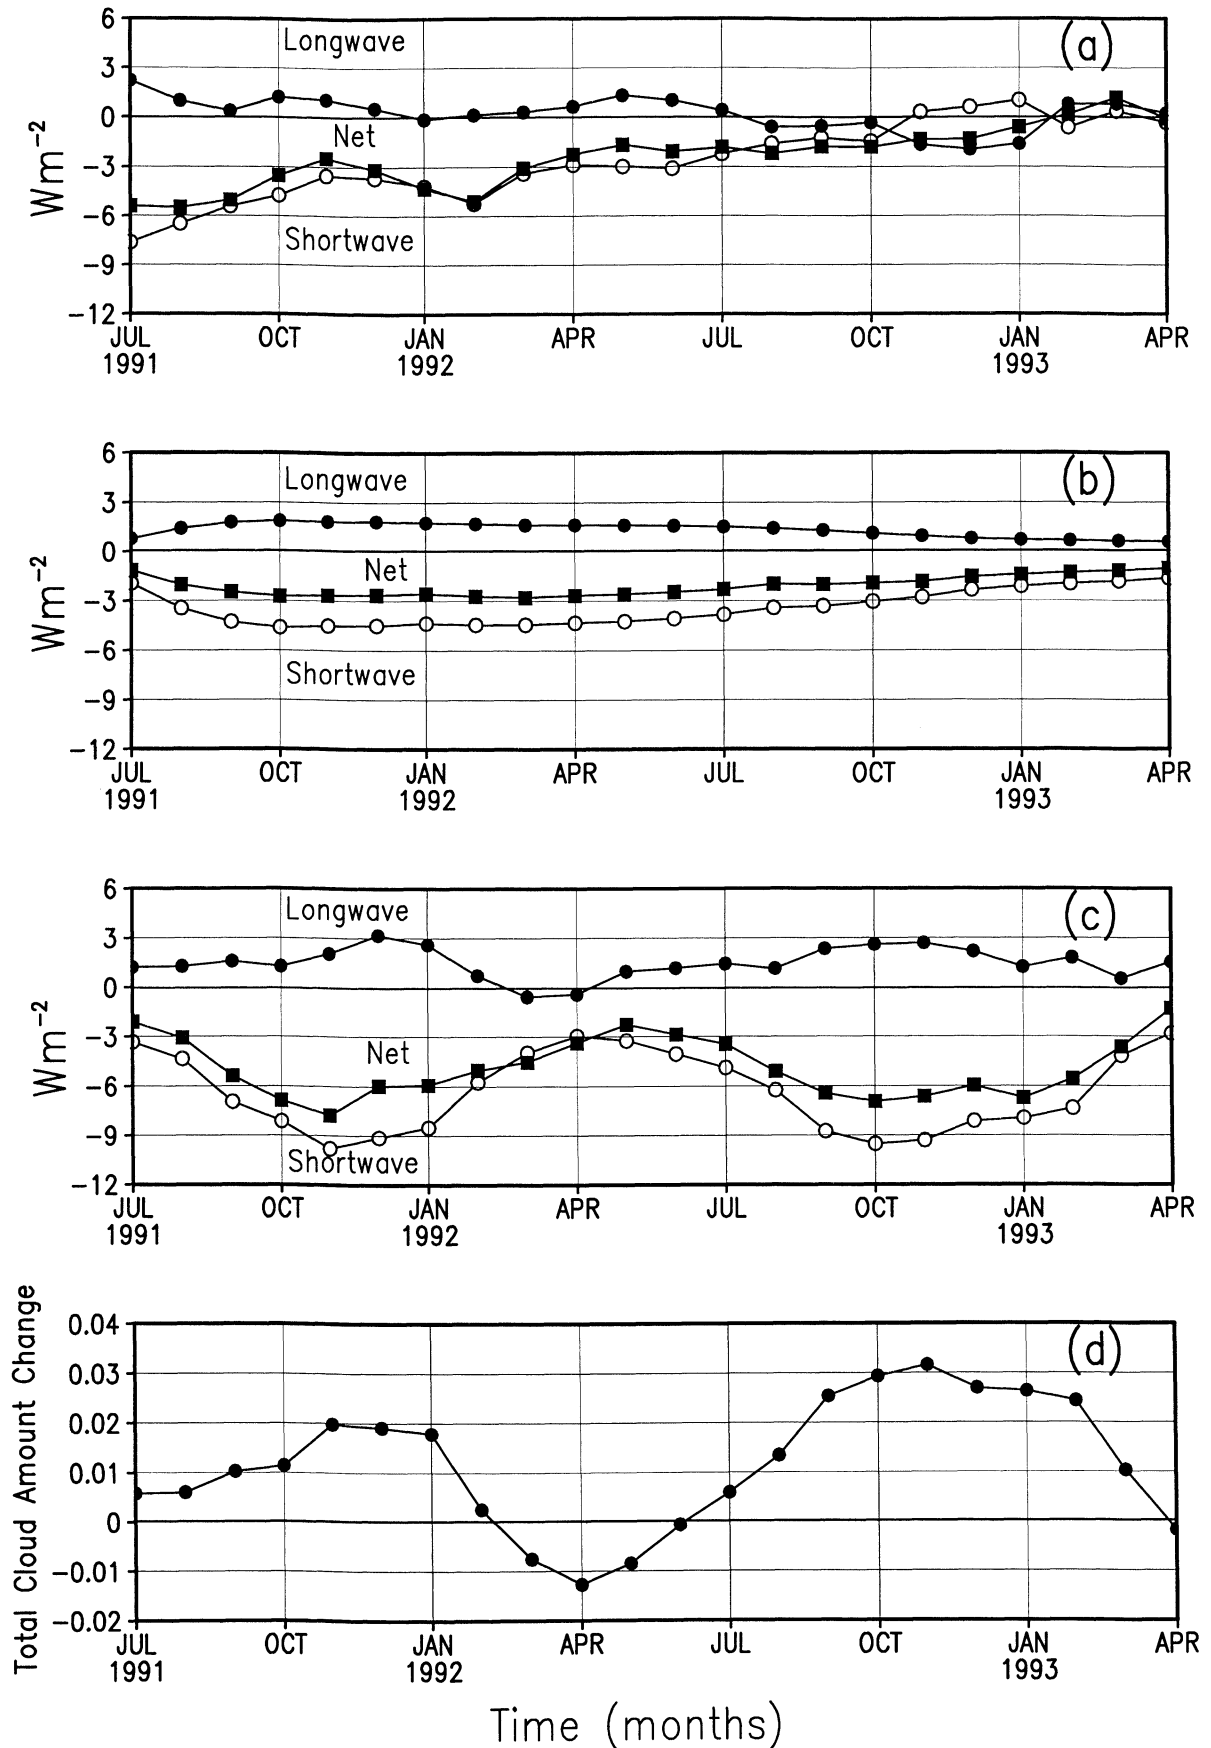 6
Longwave
(a)
3
0
Net
Wm⁻²
−3
−6
Shortwave
−9
−12
JUL OCT JAN APR JUL OCT JAN APR
1991 1992 1993
6
Longwave
(b)
3
0
Net
Wm⁻²
−3
−6
Shortwave
−9
−12
JUL OCT JAN APR JUL OCT JAN APR
1991 1992 1993
6
Longwave
(c)
3
0
Wm⁻²
−3
Net
−6
−9
Shortwave
−12
JUL OCT JAN APR JUL OCT JAN APR
1991 1992 1993
Total Cloud Amount Change
0.04
(d)
0.03
0.02
0.01
0
−0.01
−0.02
JUL OCT JAN APR JUL OCT JAN APR
1991 1992 1993
Time (months)